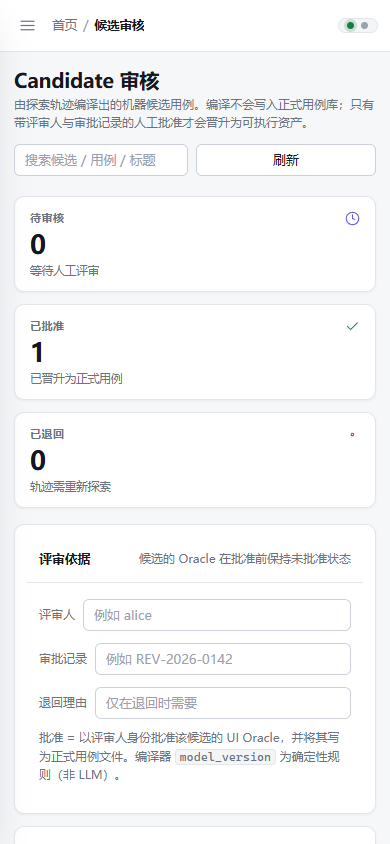 首页 / 候选审核
Candidate 审核
由探索轨迹编译出的机器候选用例。编译不会写入正式用例库；只有
带评审人与审批记录的人工批准才会晋升为可执行资产。
搜索候选 / 用例 / 标题
刷新
待审核
0
等待人工评审
已批准
1
已晋升为正式用例
已退回
0
轨迹需重新探索
评审依据
候选的 Oracle 在批准前保持未批准状态
评审人
例如 alice
审批记录
例如 REV-2026-0142
退回理由
仅在退回时需要
批准 = 以评审人身份批准该候选的 UI Oracle，并将其写
为正式用例文件。编译器 model_version 为确定性规
则（非 LLM）。